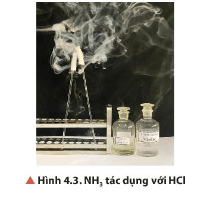 ▲ Hình 4.3. NH₃ tác dụng với HCl